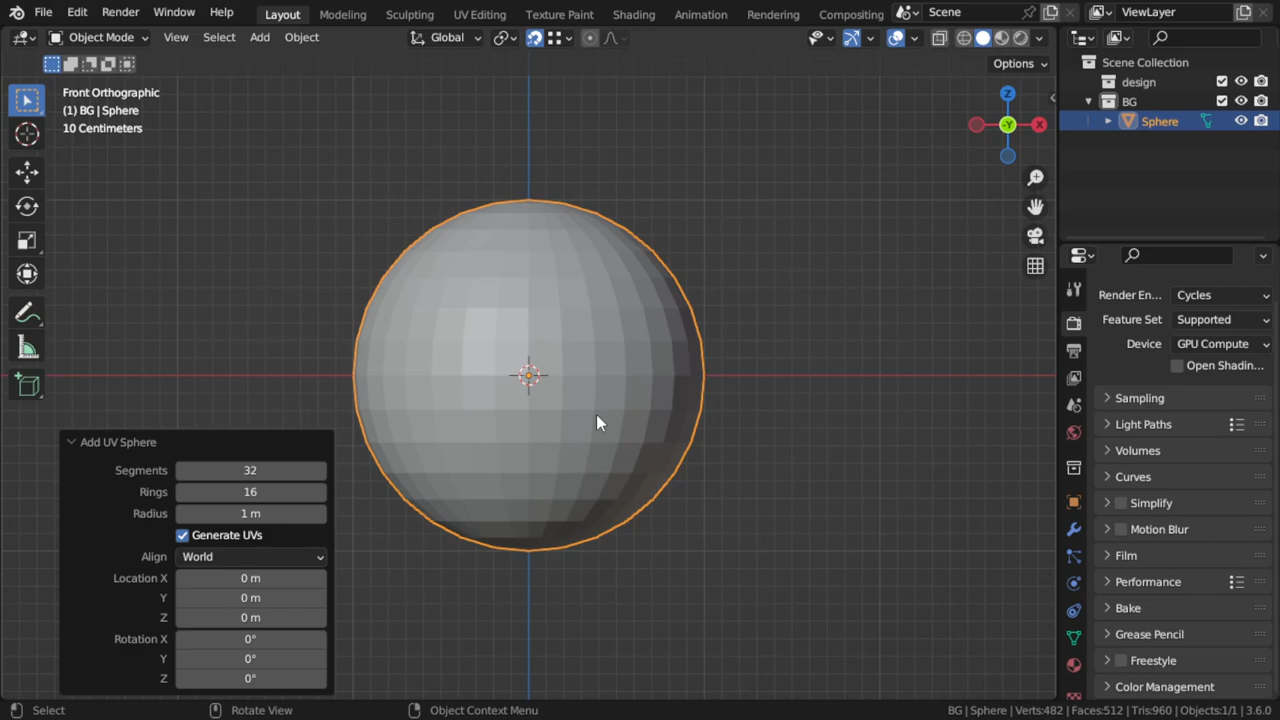 File Edit Render Window Help Layout Modeling Sculpting UV Editing Texture Paint Shading Animation Rendering Compositing Scene ViewLayer
Object Mode View Select Add Object Global
Options
Front Orthographic
(1) BG | Sphere
10 Centimeters
Z
-Y
X
Scene Collection
design
BG
Sphere
Render En... Cycles
Feature Set Supported
Device GPU Compute
Open Shadin...
Sampling
Light Paths
Volumes
Curves
Simplify
Motion Blur
Film
Performance
Bake
Grease Pencil
Freestyle
Color Management
Add UV Sphere
Segments 32
Rings 16
Radius 1 m
Generate UVs
Align World
Location X 0 m
Y 0 m
Z 0 m
Rotation X 0°
Y 0°
Z 0°
Select Rotate View Object Context Menu BG | Sphere | Verts:482 | Faces:512 | Tris:960 | Objects:1/1 | 3.6.0